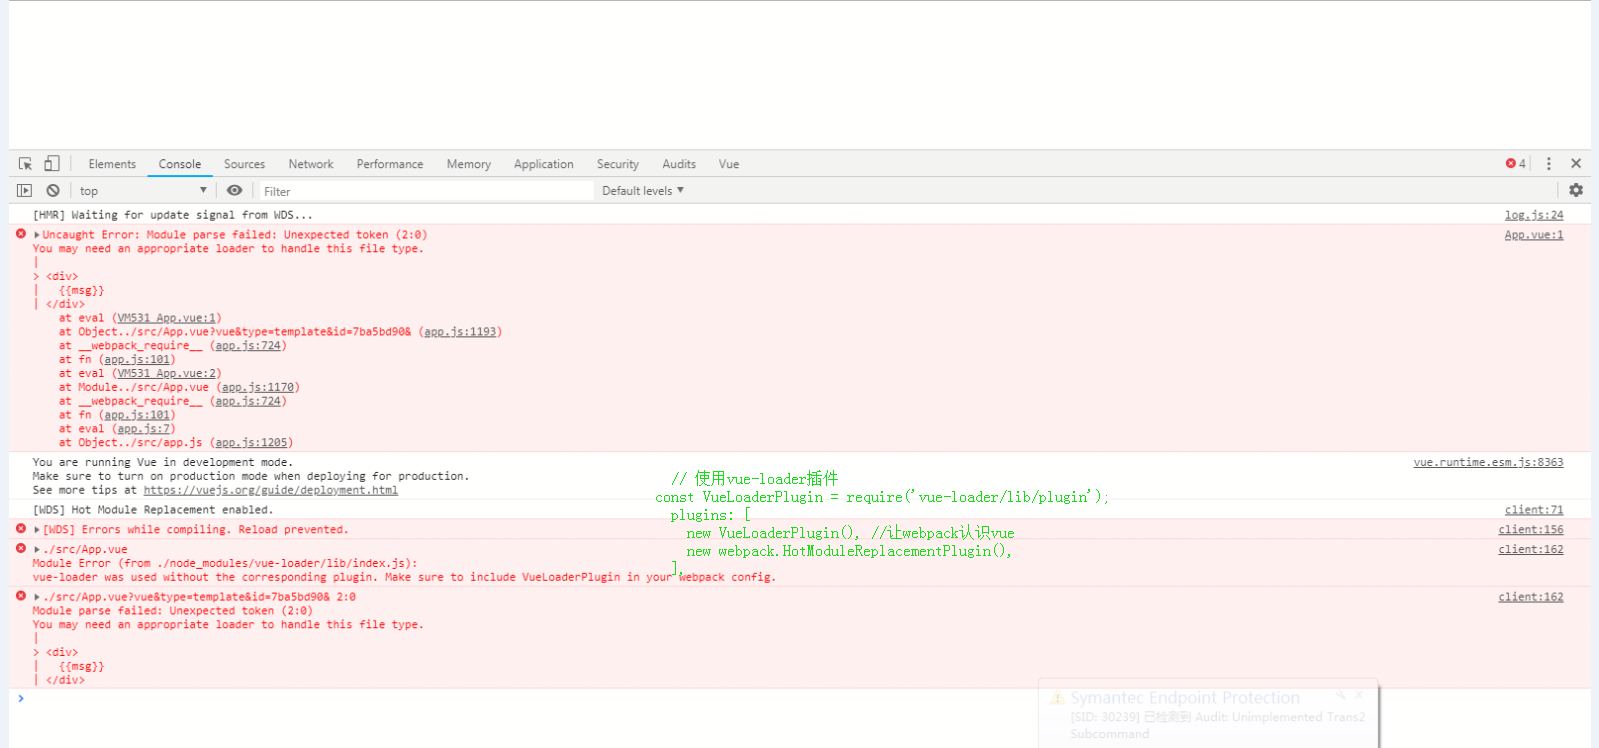 Elements Console Sources Network Performance Memory Application Security Audits Vue 4
top Filter Default levels
[HMR] Waiting for update signal from WDS... log.js:24
Uncaught Error: Module parse failed: Unexpected token (2:0) App.vue:1
You may need an appropriate loader to handle this file type.
|
> <div>
|   {{msg}}
| </div>
at eval (VM531 App.vue:1)
at Object../src/App.vue?vue&type=template&id=7ba5bd90& (app.js:1193)
at __webpack_require__ (app.js:724)
at fn (app.js:101)
at eval (VM531 App.vue:2)
at Module../src/App.vue (app.js:1170)
at __webpack_require__ (app.js:724)
at fn (app.js:101)
at eval (app.js:7)
at Object../src/app.js (app.js:1205)
You are running Vue in development mode. vue.runtime.esm.js:8363
Make sure to turn on production mode when deploying for production.
See more tips at https://vuejs.org/guide/deployment.html
// 使用vue-loader插件
const VueLoaderPlugin = require('vue-loader/lib/plugin');
plugins: [
new VueLoaderPlugin(), //让webpack认识vue
new webpack.HotModuleReplacementPlugin(),
],
[WDS] Hot Module Replacement enabled. client:71
[WDS] Errors while compiling. Reload prevented. client:156
./src/App.vue client:162
Module Error (from ./node_modules/vue-loader/lib/index.js):
vue-loader was used without the corresponding plugin. Make sure to include VueLoaderPlugin in your webpack config.
./src/App.vue?vue&type=template&id=7ba5bd90& 2:0 client:162
Module parse failed: Unexpected token (2:0)
You may need an appropriate loader to handle this file type.
|
> <div>
|   {{msg}}
| </div>
>
Symantec Endpoint Protection
[SID: 30239] 已检测到 Audit: Unimplemented Trans2
Subcommand